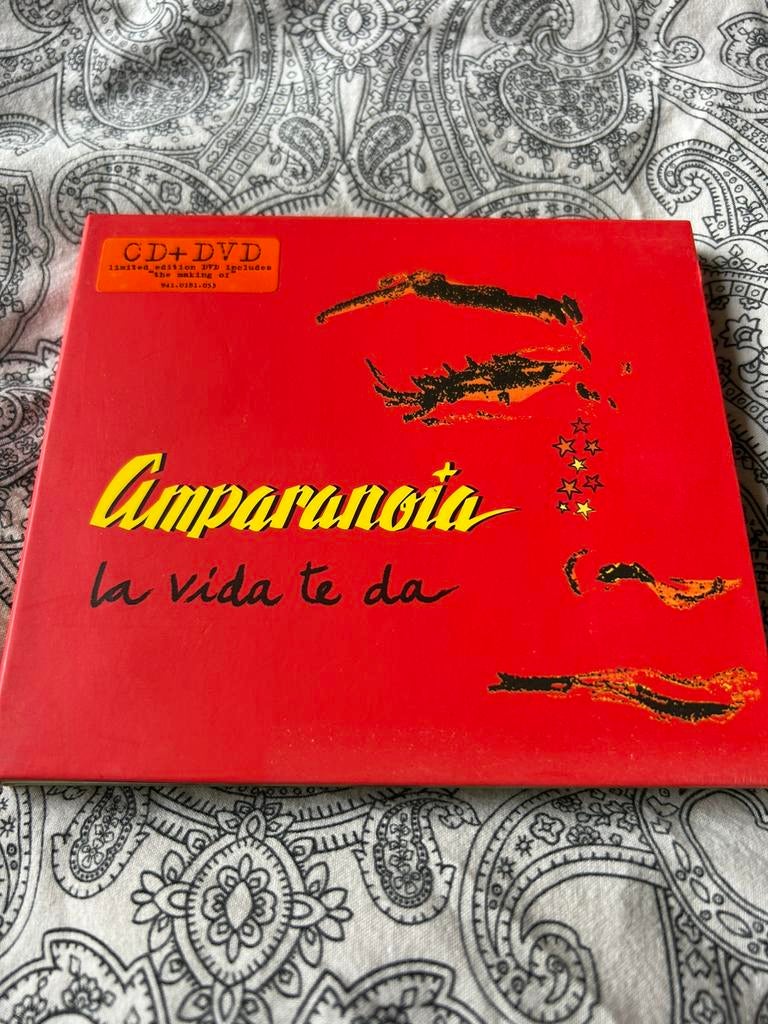 CD+DVD
limited edition DVD includes
"the making of"
941.0181.053
Amparanoia
la vida te da